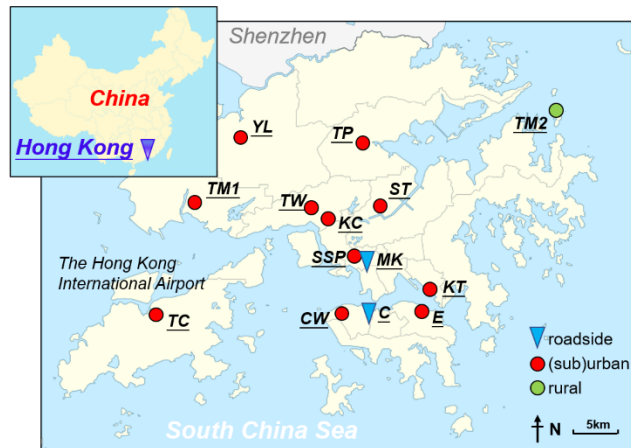 Shenzhen
China
Hong Kong
YL
TP
TM2
TM1
TW
ST
KC
SSP
MK
The Hong Kong
International Airport
KT
TC
CW
C
E
roadside
(sub)urban
rural
N
5km
South China Sea